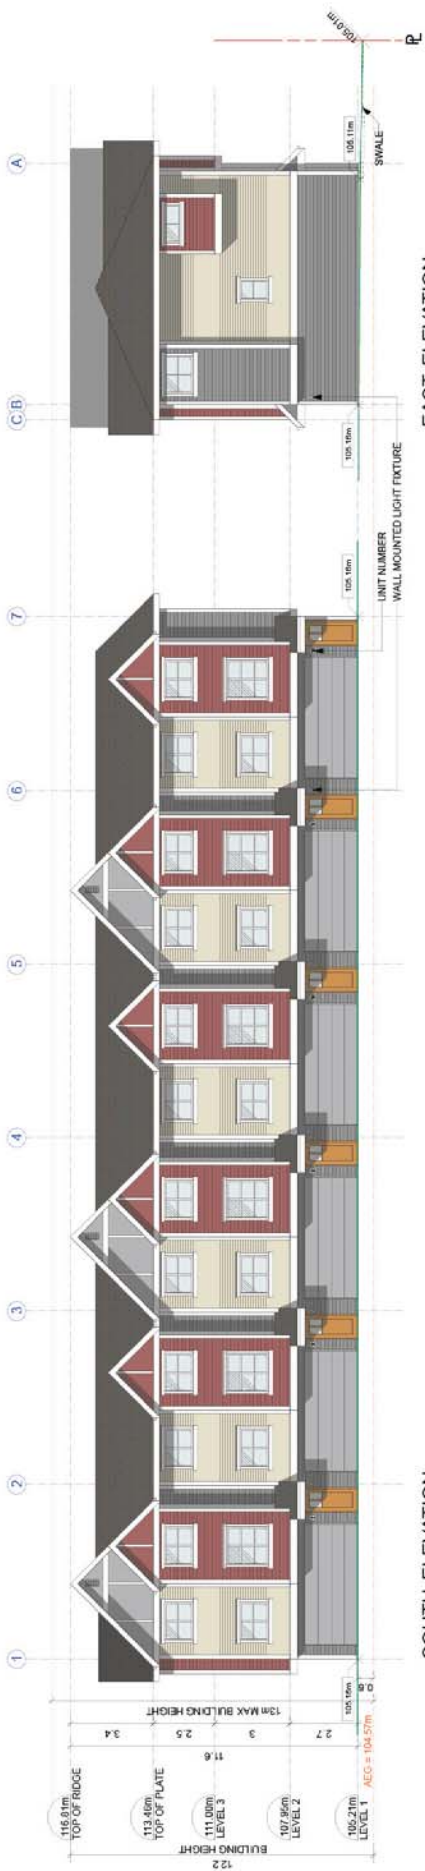 1
2
3
4
5
6
7
C
B
A
116.81m
TOP OF RIDGE
113.46m
TOP OF PLATE
111.00m
LEVEL 3
107.95m
LEVEL 2
105.21m
LEVEL 1
BUILDING HEIGHT
12.2
11.6
3.4
2.5
3
2.7
13m MAX BUILDING HEIGHT
0.6
AEG = 104.57m
105.16m
105.16m
105.16m
105.11m
105.01m
UNIT NUMBER
WALL MOUNTED LIGHT FIXTURE
SWALE
PL
SOUTH ELEVATION
EAST ELEVATION